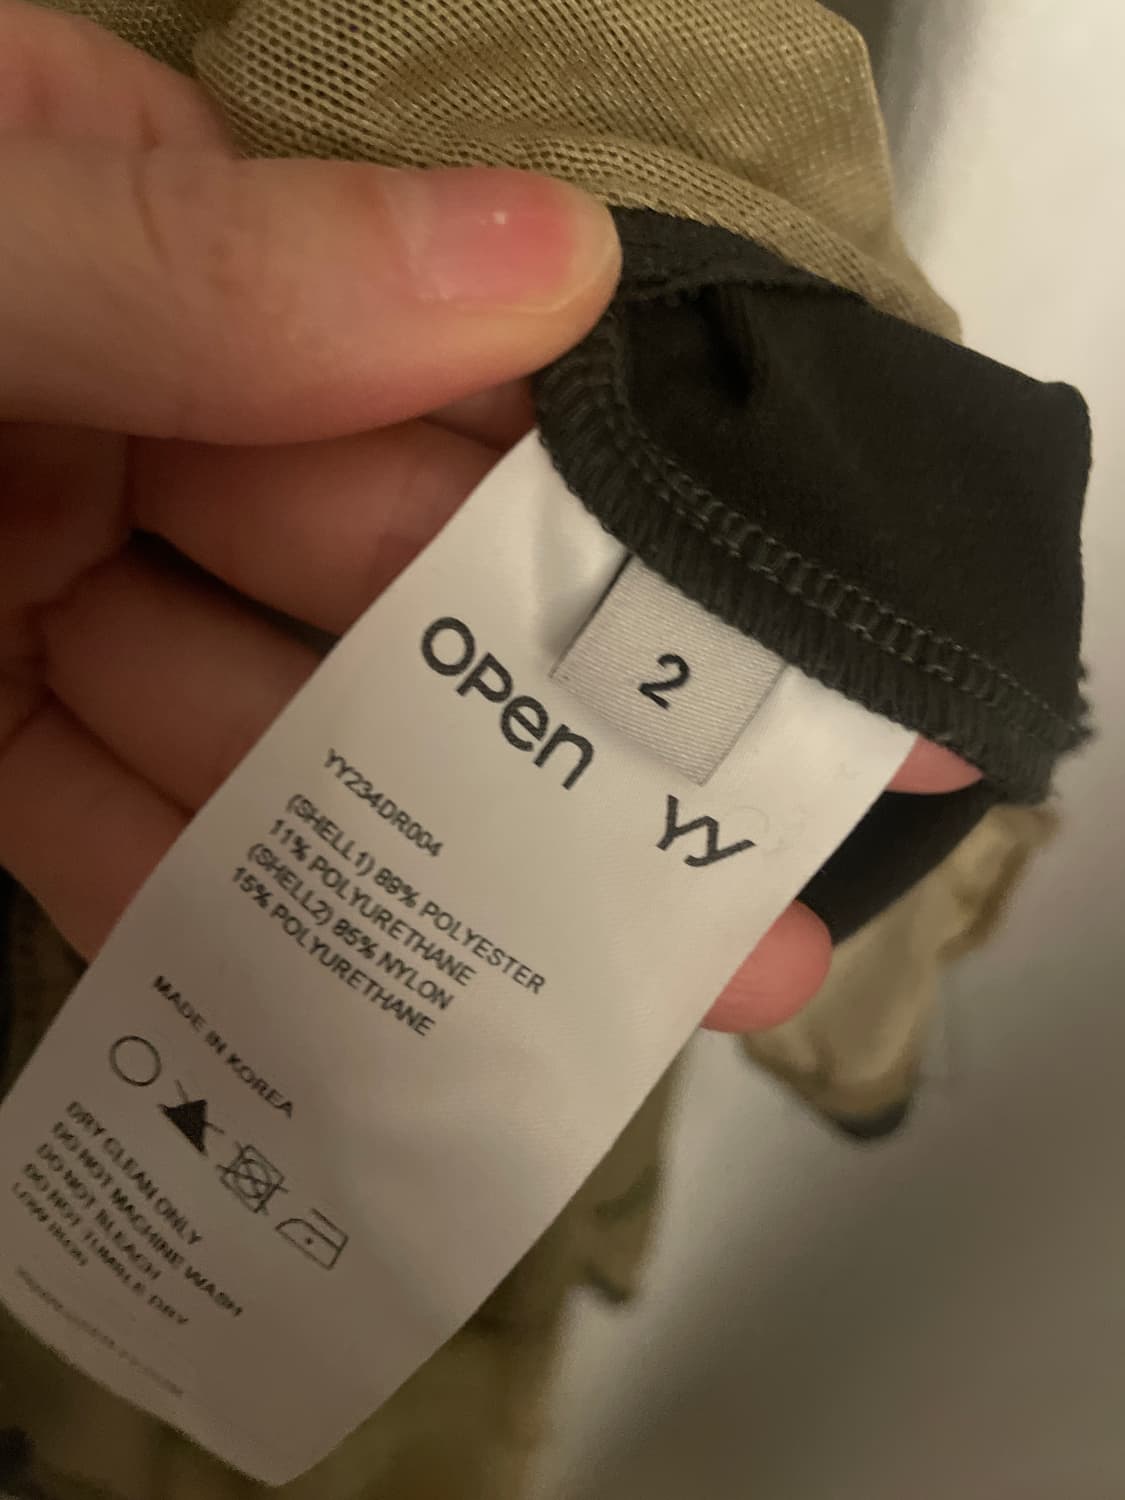 2
OPen YY
YY234DR004
(SHELL1) 89% POLYESTER
11% POLYURETHANE
(SHELL2) 85% NYLON
15% POLYURETHANE
MADE IN KOREA
DRY CLEAN ONLY
DO NOT MACHINE WASH
DO NOT BLEACH
DO NOT TUMBLE DRY
LOW IRON